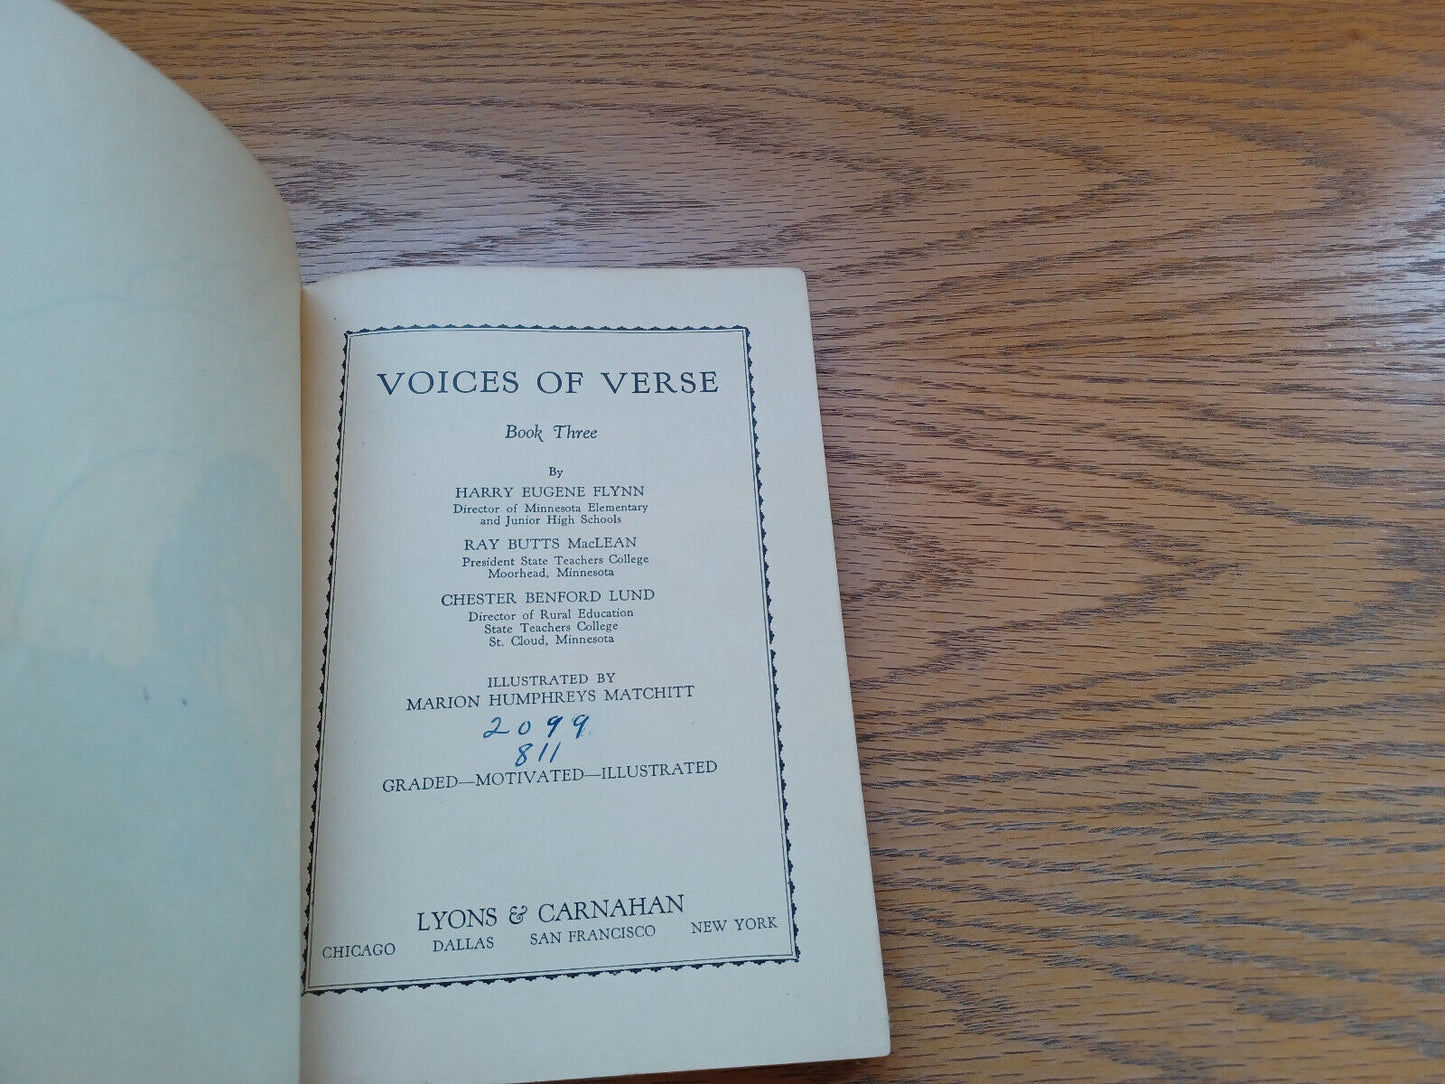 VOICES OF VERSE
Book Three
By
HARRY EUGENE FLYNN
Director of Minnesota Elementary
and Junior High Schools
RAY BUTTS MacLEAN
President State Teachers College
Moorhead, Minnesota
CHESTER BENFORD LUND
Director of Rural Education
State Teachers College
St. Cloud, Minnesota
ILLUSTRATED BY
MARION HUMPHREYS MATCHITT
2099
811
GRADED—MOTIVATED—ILLUSTRATED
LYONS & CARNAHAN
CHICAGO DALLAS SAN FRANCISCO NEW YORK